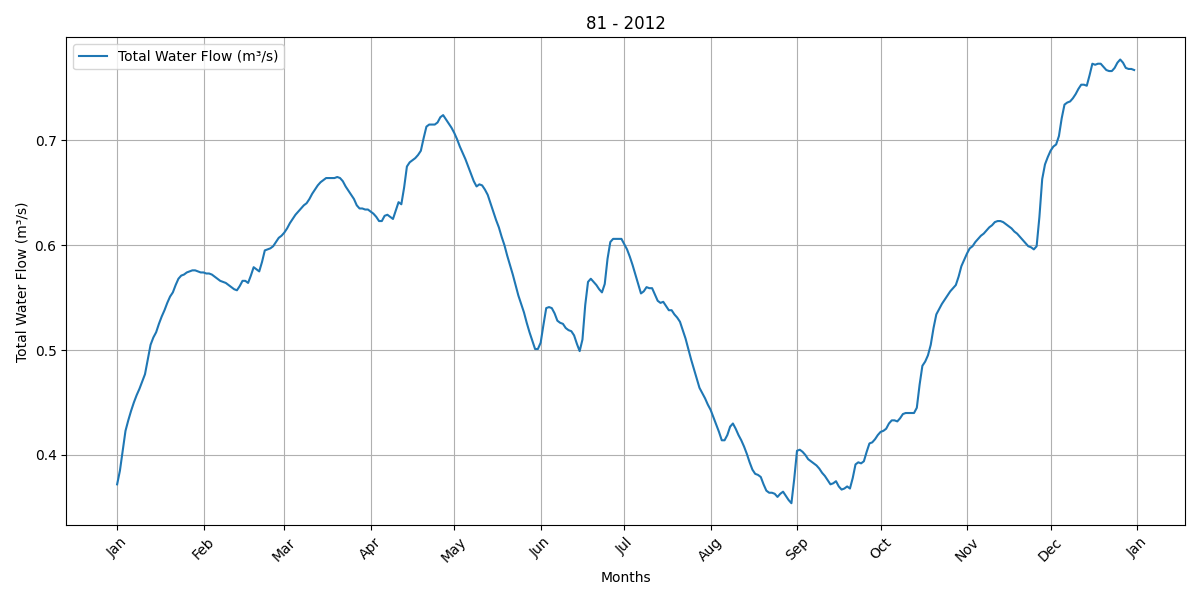 81 - 2012
Total Water Flow (m³/s)
Total Water Flow (m³/s)
0.7
0.6
0.5
0.4
Jan Feb Mar Apr May Jun Jul Aug Sep Oct Nov Dec Jan
Months